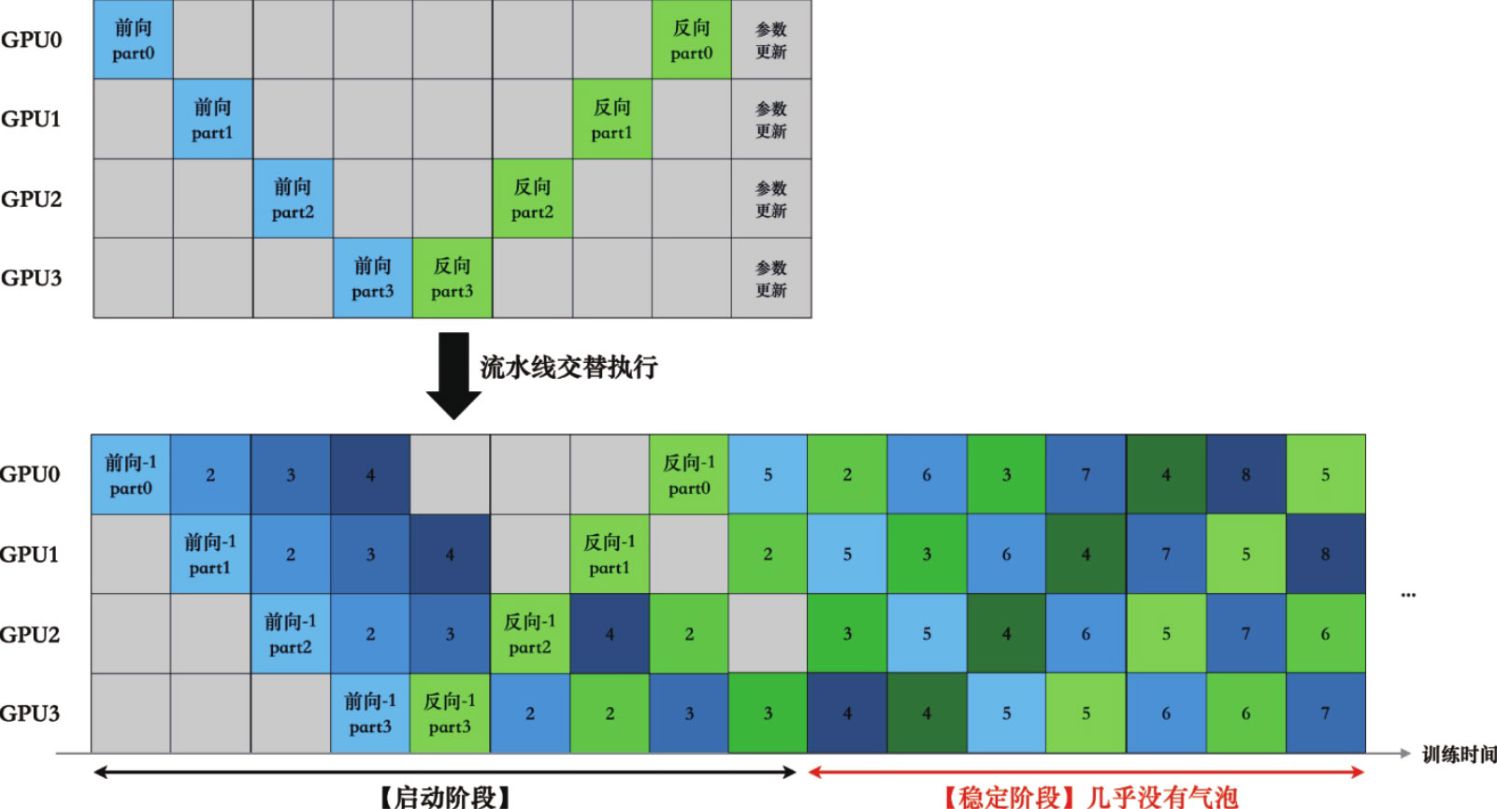 GPU0
前向
part0
反向
part0
参数
更新
GPU1
前向
part1
反向
part1
参数
更新
GPU2
前向
part2
反向
part2
参数
更新
GPU3
前向
part3
反向
part3
参数
更新
流水线交替执行
GPU0
前向-1
part0
2
3
4
反向-1
part0
5
2
6
3
7
4
8
5
GPU1
前向-1
part1
2
3
4
反向-1
part1
2
5
3
6
4
7
5
8
GPU2
前向-1
part2
2
3
反向-1
part2
4
2
3
5
4
6
5
7
6
GPU3
前向-1
part3
反向-1
part3
2
2
3
3
4
4
5
5
6
6
7
...
训练时间
【启动阶段】
【稳定阶段】几乎没有气泡